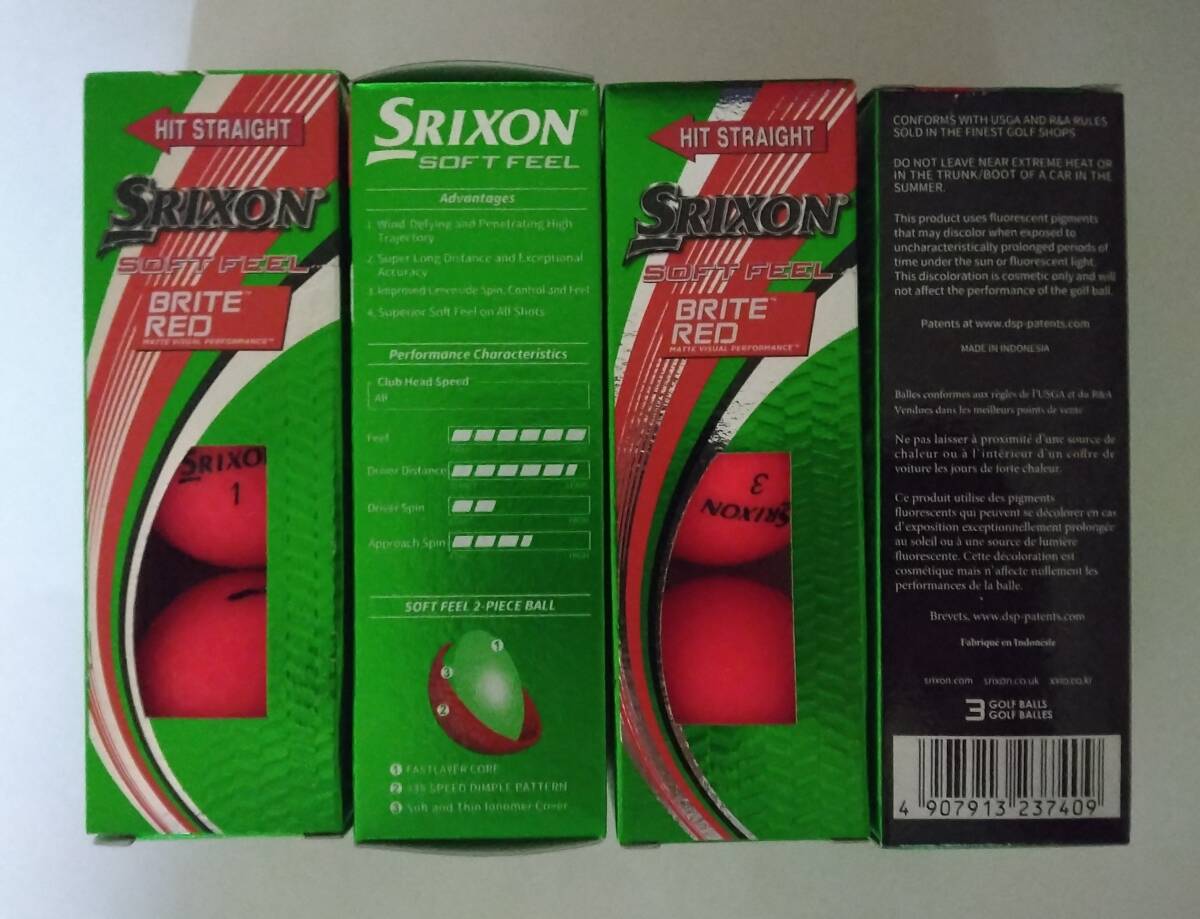 HIT STRAIGHT
SRIXON®
SOFT FEEL™
BRITE™
RED
MATTE VISUAL PERFORMANCE™
SRIXO
1
SRIXON®
SOFT FEEL
Advantages
1. Wind Defying and Penetrating High
Trajectory
2. Super Long Distance and Exceptional
Accuracy
3. Improved Greenside Spin, Control and Feel
4. Superior Soft Feel on All Shots
Performance Characteristics
Club Head Speed
All
Feel
Driver Distance
Driver Spin
HIGH
Approach Spin
HIGH
SOFT FEEL 2-PIECE BALL
1
3
2
1 FASTLAYER CORE
2 338 SPEED DIMPLE PATTERN
3 Soft and Thin Ionomer Cover
HIT STRAIGHT
SRIXON®
SOFT FEEL™
BRITE™
RED
MATTE VISUAL PERFORMANCE™
3
SRIXON
CONFORMS WITH USGA AND R&A RULES
SOLD IN THE FINEST GOLF SHOPS
DO NOT LEAVE NEAR EXTREME HEAT OR
IN THE TRUNK/BOOT OF A CAR IN THE
SUMMER.
This product uses fluorescent pigments
that may discolor when exposed to
uncharacteristically prolonged periods of
time under the sun or fluorescent light.
This discoloration is cosmetic only and will
not affect the performance of the golf ball.
Patents at www.dsp-patents.com
MADE IN INDONESIA
Balles conformes aux règles de l'USGA et du R&A
Vendues dans les meilleurs points de vente
Ne pas laisser à proximité d'une source de
chaleur ou à l'intérieur d'un coffre de
voiture les jours de forte chaleur.
Ce produit utilise des pigments
fluorescents qui peuvent se décolorer en cas
d'exposition exceptionnellement prolongée
au soleil ou à une source de lumière
fluorescente. Cette décoloration est
cosmétique mais n'affecte nullement les
performances de la balle.
Brevets, www.dsp-patents.com
Fabriqué en Indonésie
srixon.com srixon.co.uk xxio.co.kr
3 GOLF BALLS
GOLF BALLES
4 907913 237409